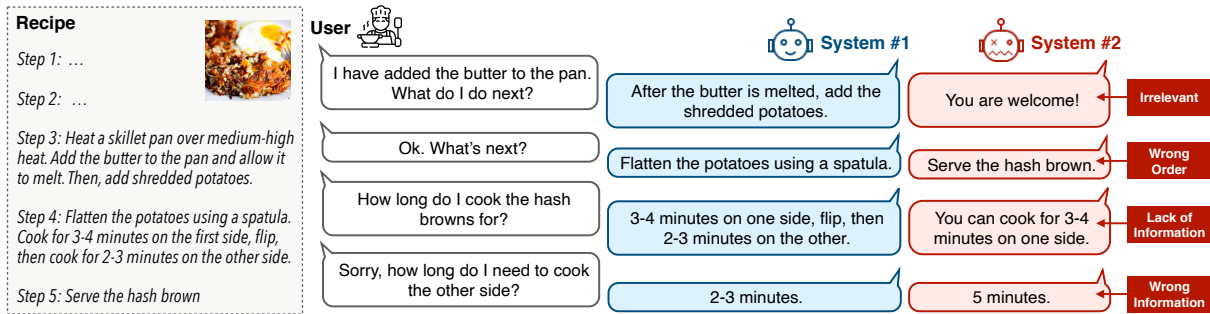 Recipe
Step 1: ...
Step 2: ...
Step 3: Heat a skillet pan over medium-high
heat. Add the butter to the pan and allow it
to melt. Then, add shredded potatoes.
Step 4: Flatten the potatoes using a spatula.
Cook for 3-4 minutes on the first side, flip,
then cook for 2-3 minutes on the other side.
Step 5: Serve the hash brown
User
System #1
System #2
I have added the butter to the pan.
What do I do next?
After the butter is melted, add the
shredded potatoes.
You are welcome!
Irrelevant
Ok. What's next?
Flatten the potatoes using a spatula.
Serve the hash brown.
Wrong
Order
How long do I cook the hash
browns for?
3-4 minutes on one side, flip, then
2-3 minutes on the other.
You can cook for 3-4
minutes on one side.
Lack of
Information
Sorry, how long do I need to cook
the other side?
2-3 minutes.
5 minutes.
Wrong
Information